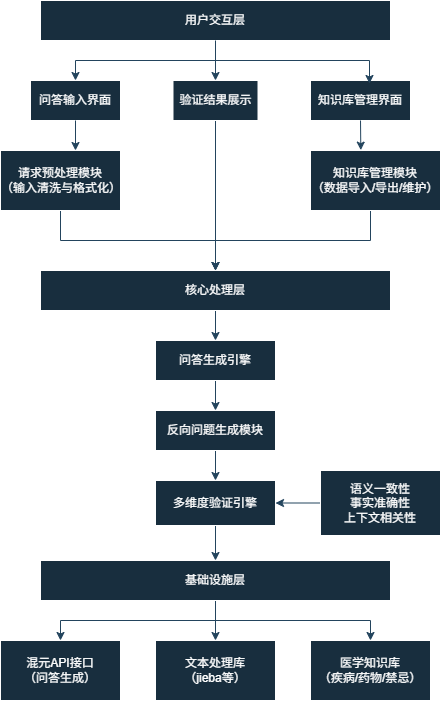 用户交互层
问答输入界面
验证结果展示
知识库管理界面
请求预处理模块
（输入清洗与格式化）
知识库管理模块
（数据导入/导出/维护）
核心处理层
问答生成引擎
反向问题生成模块
多维度验证引擎
语义一致性
事实准确性
上下文相关性
基础设施层
混元API接口
（问答生成）
文本处理库
（jieba等）
医学知识库
（疾病/药物/禁忌）